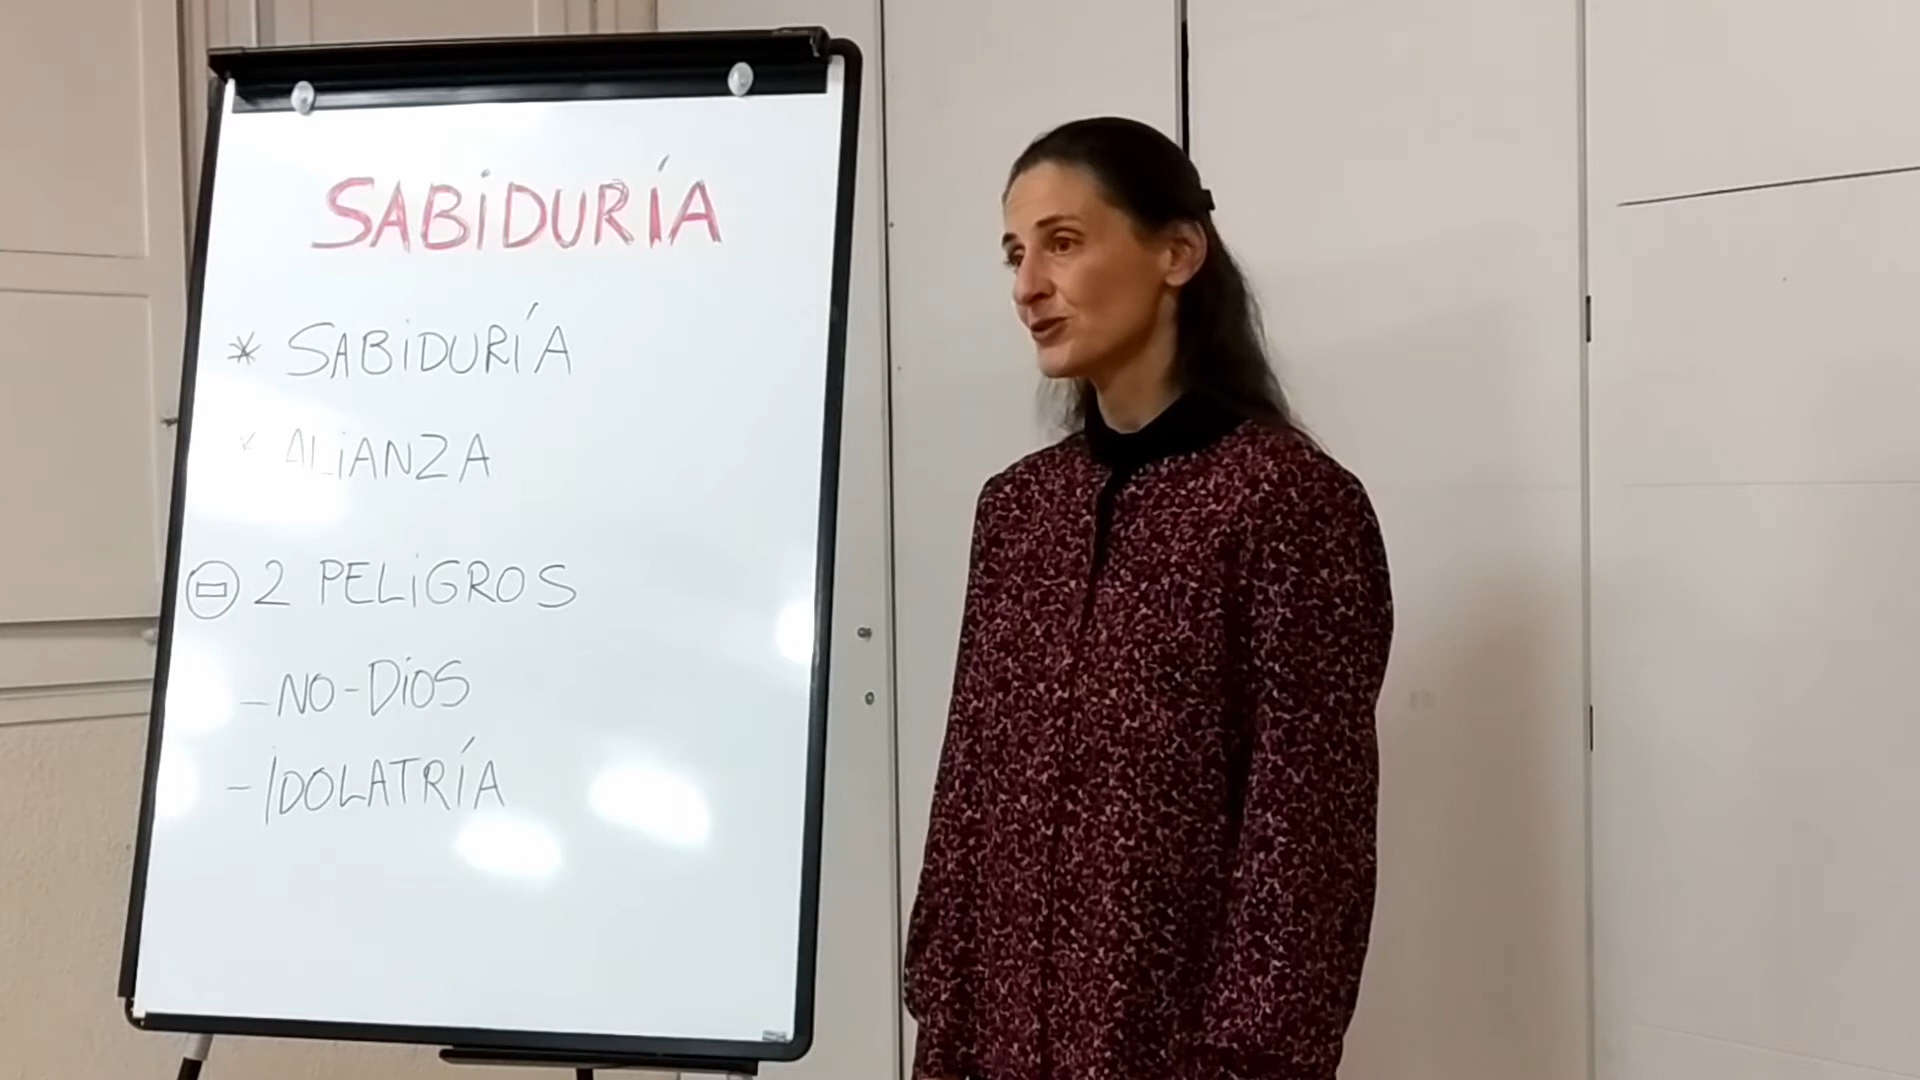 SABiDURÍA
* SABiDURÍA
* ALiANZA
⊖ 2 PELiGROS
- NO-DiOS
- IDOLATRÍA